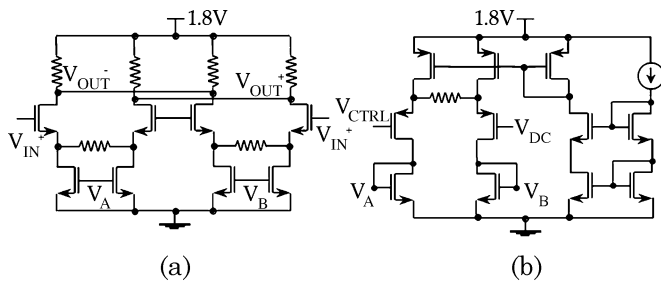 1.8V
V_OUT^-
V_OUT^+
V_IN^+
V_IN^+
V_A
V_B
(a)
1.8V
V_CTRL
V_DC
V_A
V_B
(b)